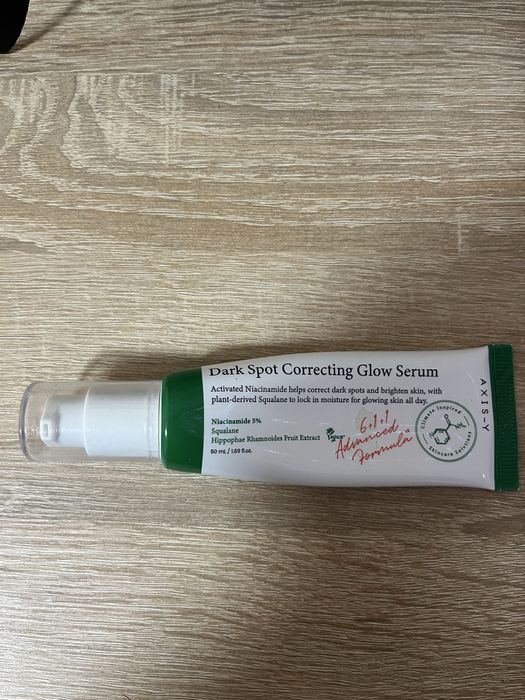 Dark Spot Correcting Glow Serum
Activated Niacinamide helps correct dark spots and brighten skin, with
plant-derived Squalane to lock in moisture for glowing skin all day.
Niacinamide 5%
Squalane
Hippophae Rhamnoides Fruit Extract
50 mL / 1.69 fl.oz.
Vegan
6+1+1
Advanced
Formula
Climate Inspired
Skincare Solutions
AXIS-Y